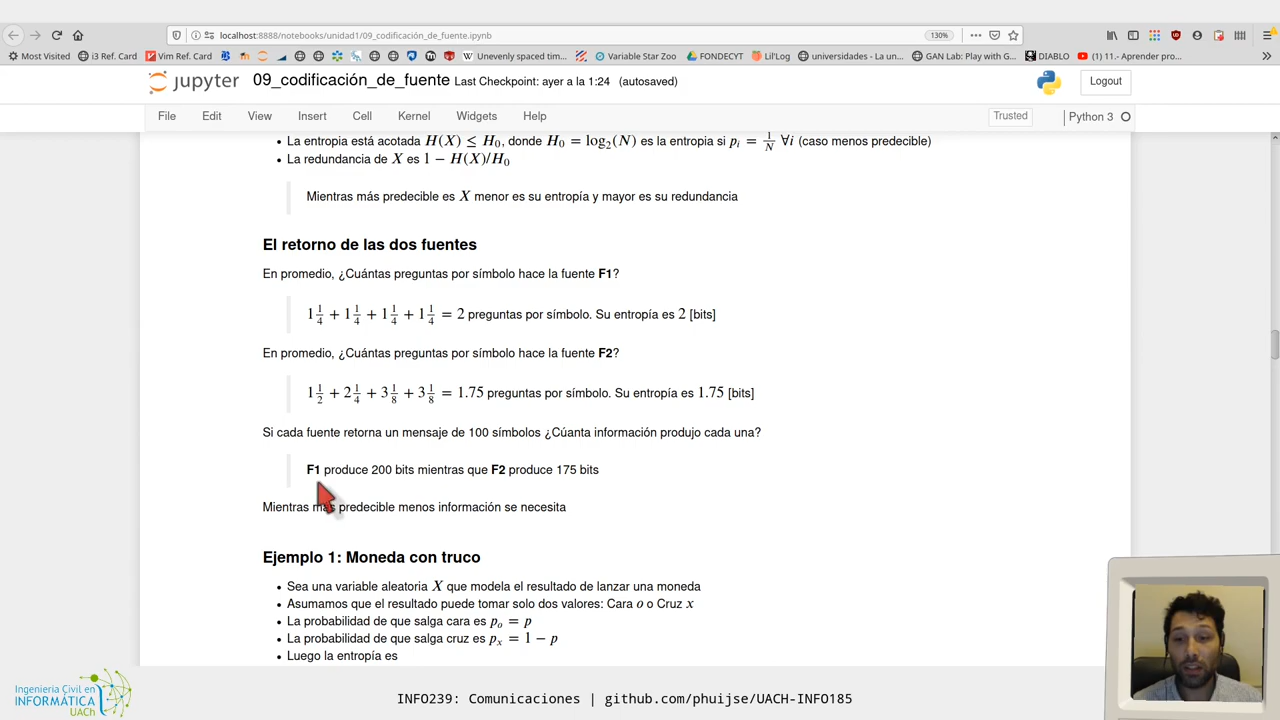 localhost:8888/notebooks/unidad1/09_codificación_de_fuente.ipynb
130%
Most Visited i3 Ref. Card Vim Ref. Card Unevenly spaced tim... Variable Star Zoo FONDECYT Lil'Log universidades - La un... GAN Lab: Play with G... DIABLO (1) 11.- Aprender pro...
jupyter 09_codificación_de_fuente Last Checkpoint: ayer a la 1:24 (autosaved) Logout
File Edit View Insert Cell Kernel Widgets Help Trusted Python 3
• La entropia está acotada H(X) ≤ H₀, donde H₀ = log₂(N) es la entropia si pᵢ = 1/N ∀i (caso menos predecible)
• La redundancia de X es 1 − H(X)/H₀
Mientras más predecible es X menor es su entropía y mayor es su redundancia
El retorno de las dos fuentes
En promedio, ¿Cuántas preguntas por símbolo hace la fuente F1?
1 1/4 + 1 1/4 + 1 1/4 + 1 1/4 = 2 preguntas por símbolo. Su entropía es 2 [bits]
En promedio, ¿Cuántas preguntas por símbolo hace la fuente F2?
1 1/2 + 2 1/4 + 3 1/8 + 3 1/8 = 1.75 preguntas por símbolo. Su entropía es 1.75 [bits]
Si cada fuente retorna un mensaje de 100 símbolos ¿Cúanta información produjo cada una?
F1 produce 200 bits mientras que F2 produce 175 bits
Mientras más predecible menos información se necesita
Ejemplo 1: Moneda con truco
• Sea una variable aleatoria X que modela el resultado de lanzar una moneda
• Asumamos que el resultado puede tomar solo dos valores: Cara o o Cruz x
• La probabilidad de que salga cara es pₒ = p
• La probabilidad de que salga cruz es pₓ = 1 − p
• Luego la entropía es
Ingeniería Civil en
INFORMÁTICA
UACh
INFO239: Comunicaciones | github.com/phuijse/UACH-INFO185